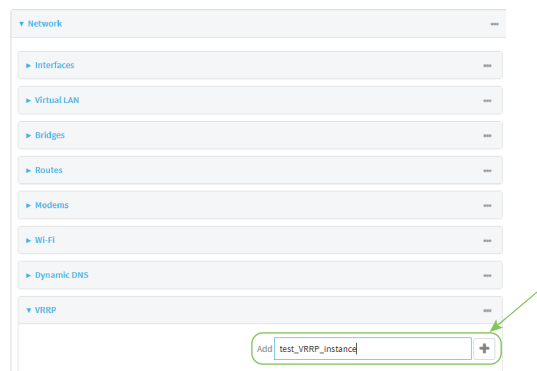 Network
Interfaces
Virtual LAN
Bridges
Routes
Modems
Wi-Fi
Dynamic DNS
VRRP
Add test_VRRP_instance